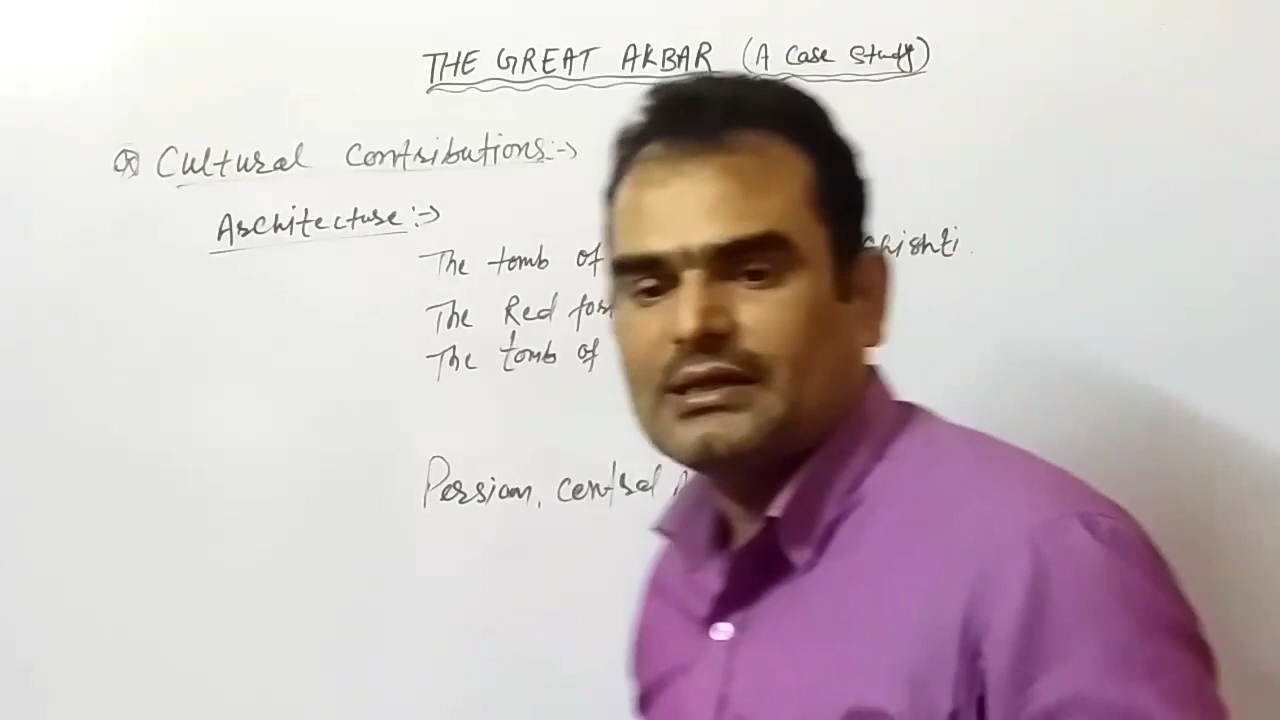 THE GREAT AKBAR (A Case Study)
Cultural Contributions:->
Architecture:->
The tomb of chishti.
The Red for
The tomb of
Persian, central A